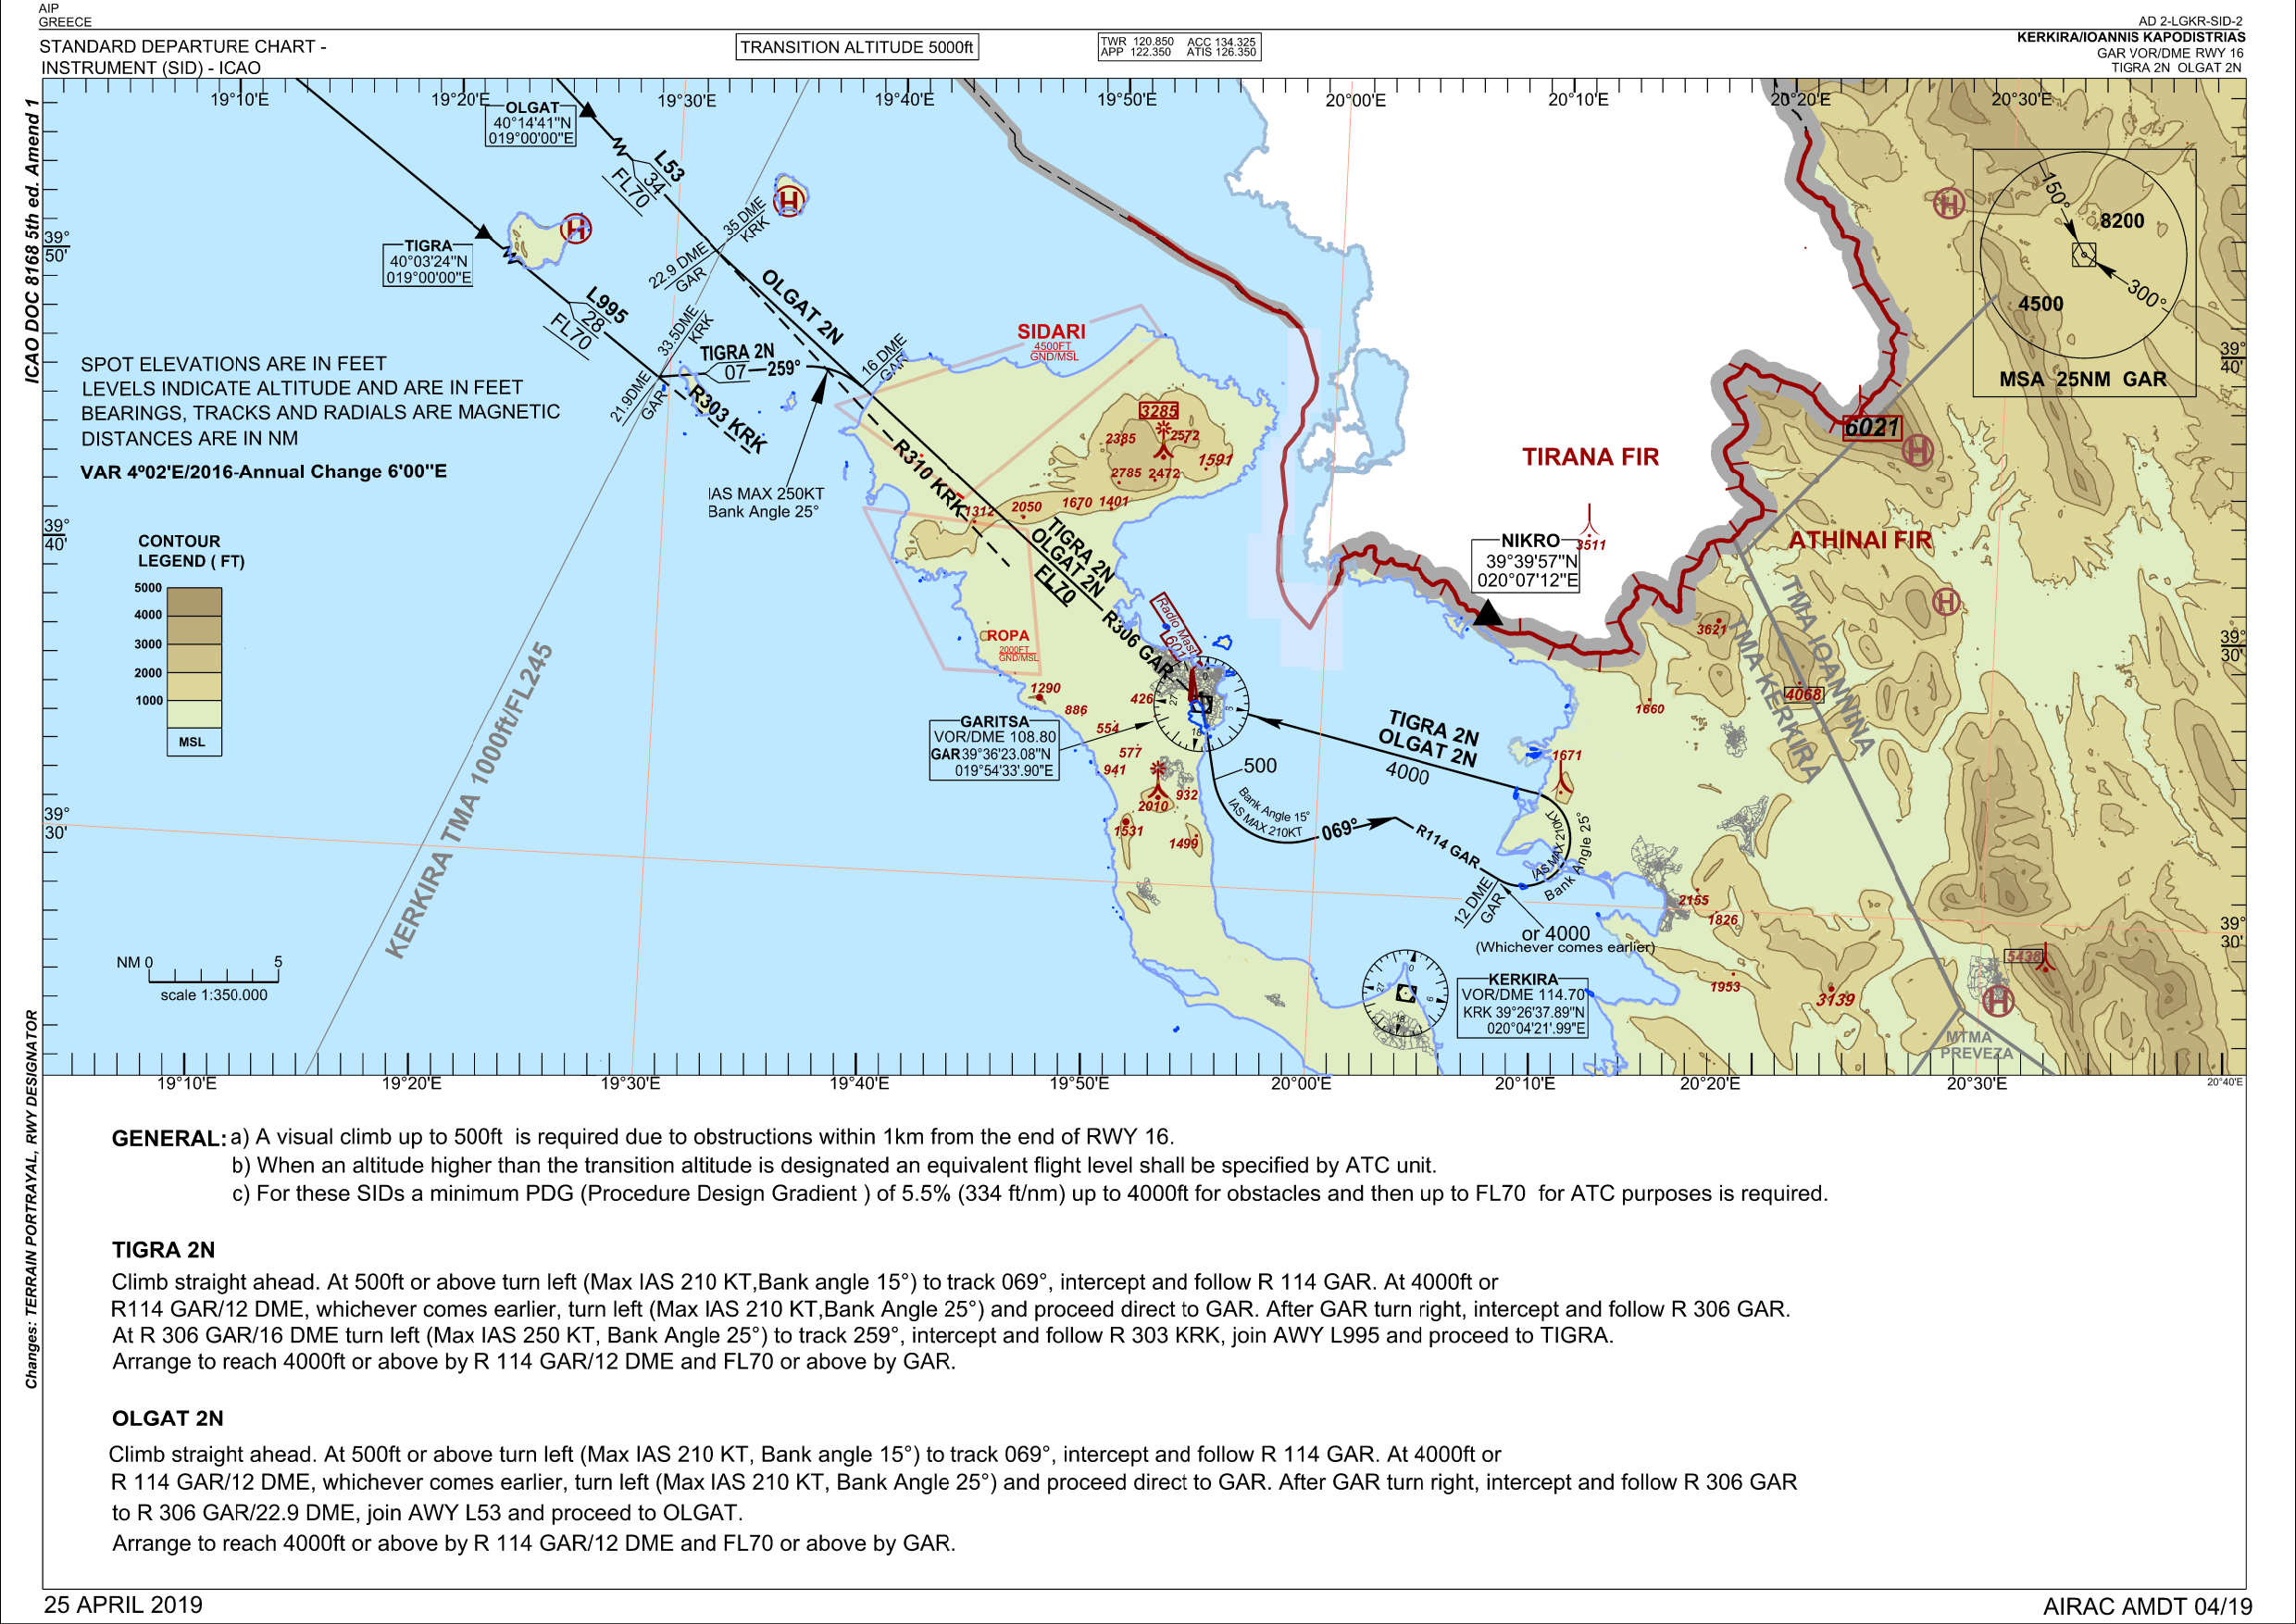 AIP
GREECE
AD 2-LGKR-SID-2
STANDARD DEPARTURE CHART -
INSTRUMENT (SID) - ICAO
TRANSITION ALTITUDE 5000ft
TWR 120.850 ACC 134.325
APP 122.350 ATIS 126.350
KERKIRA/IOANNIS KAPODISTRIAS
GAR VOR/DME RWY 16
TIGRA 2N OLGAT 2N
ICAO DOC 8168 5th ed. Amend 1
Changes: TERRAIN PORTRAYAL, RWY DESIGNATOR
19°10'E
19°20'E
19°30'E
19°40'E
19°50'E
20°00'E
20°10'E
20°20'E
20°30'E
OLGAT
40°14'41"N
019°00'00"E
L53
34
FL70
TIGRA
40°03'24"N
019°00'00"E
L995
28
FL70
35 DME
KRK
22.9 DME
GAR
33.5DME
KRK
21.9DME
GAR
OLGAT 2N
TIGRA 2N
07
259°
16 DME
GAR
R303 KRK
R310 KRK
IAS MAX 250KT
Bank Angle 25°
SIDARI
4500FT
GND/MSL
3285
2385
2572
1591
2785
2472
1670
1401
2050
1312
TIGRA 2N
OLGAT 2N
FL70
R306 GAR
Radio Mast
601
ROPA
2000FT
GND/MSL
1290
886
426
554
577
941
932
2010
1531
1499
GARITSA
VOR/DME 108.80
GAR 39°36'23.08"N
019°54'33'.90"E
500
Bank Angle 15°
IAS MAX 210KT
069°
R114 GAR
TIGRA 2N
OLGAT 2N
4000
IAS MAX 210KT
Bank Angle 25°
12 DME
GAR
or 4000
(Whichever comes earlier)
KERKIRA
VOR/DME 114.70
KRK 39°26'37.89"N
020°04'21'.99"E
TIRANA FIR
ATHINAI FIR
NIKRO
39°39'57"N
020°07'12"E
3511
6021
3621
4068
1660
1671
2155
1826
1953
3139
5438
TMA IOANNINA
TMA KERKIRA
MTMA
PREVEZA
150°
8200
4500
300°
MSA 25NM GAR
39°
50'
39°
40'
39°
30'
39°
40'
39°
30'
39°
30'
SPOT ELEVATIONS ARE IN FEET
LEVELS INDICATE ALTITUDE AND ARE IN FEET
BEARINGS, TRACKS AND RADIALS ARE MAGNETIC
DISTANCES ARE IN NM
VAR 4º02'E/2016-Annual Change 6'00"E
CONTOUR
LEGEND ( FT)
5000
4000
3000
2000
1000
MSL
KERKIRA TMA 1000ft/FL245
NM 0
5
scale 1:350.000
19°10'E
19°20'E
19°30'E
19°40'E
19°50'E
20°00'E
20°10'E
20°20'E
20°30'E
20°40'E
GENERAL: a) A visual climb up to 500ft is required due to obstructions within 1km from the end of RWY 16.
b) When an altitude higher than the transition altitude is designated an equivalent flight level shall be specified by ATC unit.
c) For these SIDs a minimum PDG (Procedure Design Gradient ) of 5.5% (334 ft/nm) up to 4000ft for obstacles and then up to FL70 for ATC purposes is required.
TIGRA 2N
Climb straight ahead. At 500ft or above turn left (Max IAS 210 KT,Bank angle 15°) to track 069°, intercept and follow R 114 GAR. At 4000ft or
R114 GAR/12 DME, whichever comes earlier, turn left (Max IAS 210 KT,Bank Angle 25°) and proceed direct to GAR. After GAR turn right, intercept and follow R 306 GAR.
At R 306 GAR/16 DME turn left (Max IAS 250 KT, Bank Angle 25°) to track 259°, intercept and follow R 303 KRK, join AWY L995 and proceed to TIGRA.
Arrange to reach 4000ft or above by R 114 GAR/12 DME and FL70 or above by GAR.
OLGAT 2N
Climb straight ahead. At 500ft or above turn left (Max IAS 210 KT, Bank angle 15°) to track 069°, intercept and follow R 114 GAR. At 4000ft or
R 114 GAR/12 DME, whichever comes earlier, turn left (Max IAS 210 KT, Bank Angle 25°) and proceed direct to GAR. After GAR turn right, intercept and follow R 306 GAR
to R 306 GAR/22.9 DME, join AWY L53 and proceed to OLGAT.
Arrange to reach 4000ft or above by R 114 GAR/12 DME and FL70 or above by GAR.
25 APRIL 2019
AIRAC AMDT 04/19